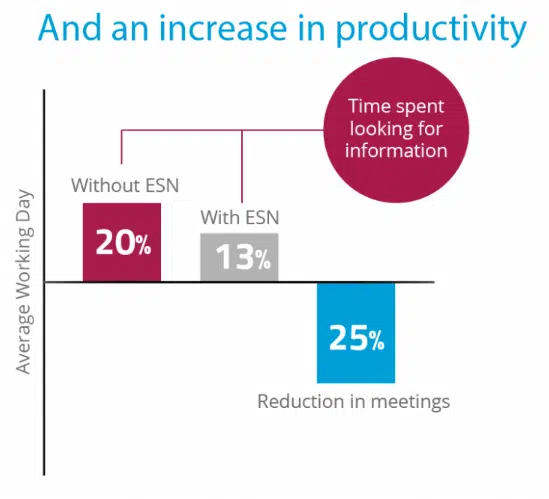 And an increase in productivity
Time spent
looking for
information
Without ESN
With ESN
20%
13%
25%
Reduction in meetings
Average Working Day